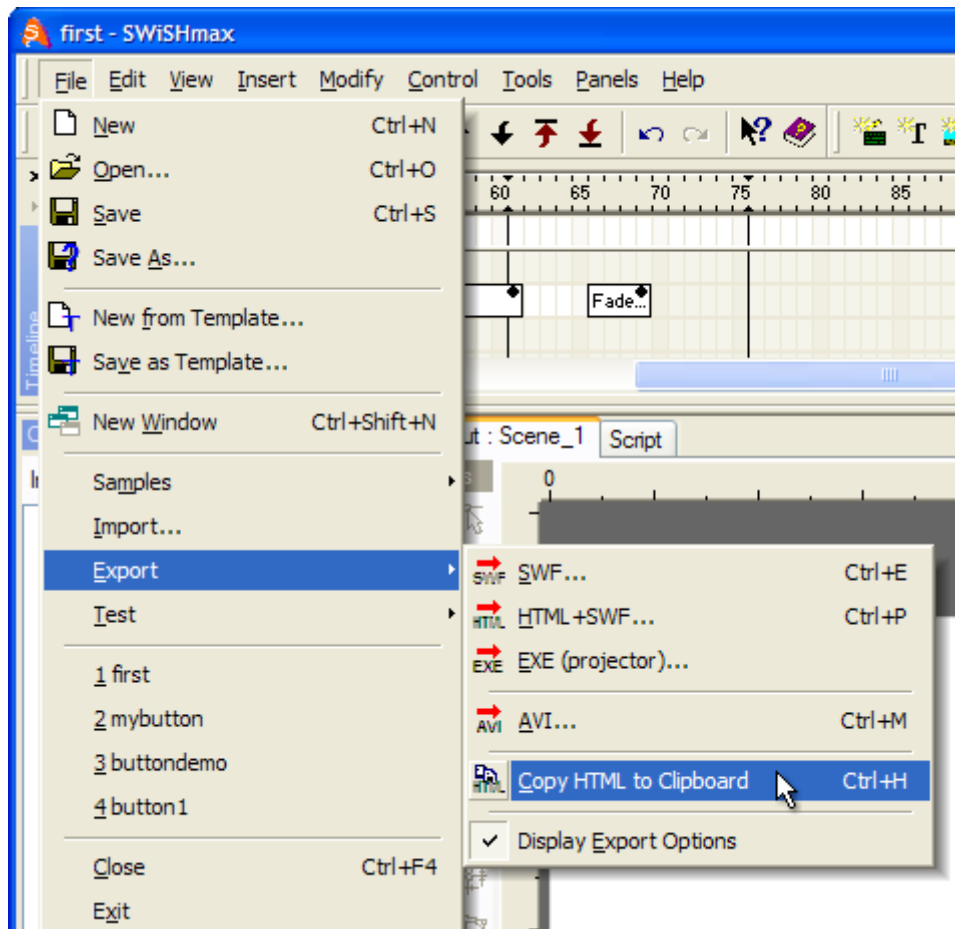 first - SWiSHmax
File Edit View Insert Modify Control Tools Panels Help
New Ctrl+N
Open... Ctrl+O
Save Ctrl+S
Save As...
New from Template...
Save as Template...
New Window Ctrl+Shift+N
Samples
Import...
Export
Test
1 first
2 mybutton
3 buttondemo
4 button1
Close Ctrl+F4
Exit
60 65 70 75 80 85
Fade...
Timeline
: Scene_1 Script
0
SWF SWF... Ctrl+E
HTML HTML+SWF... Ctrl+P
EXE EXE (projector)... 
AVI AVI... Ctrl+M
HTML Copy HTML to Clipboard Ctrl+H
Display Export Options